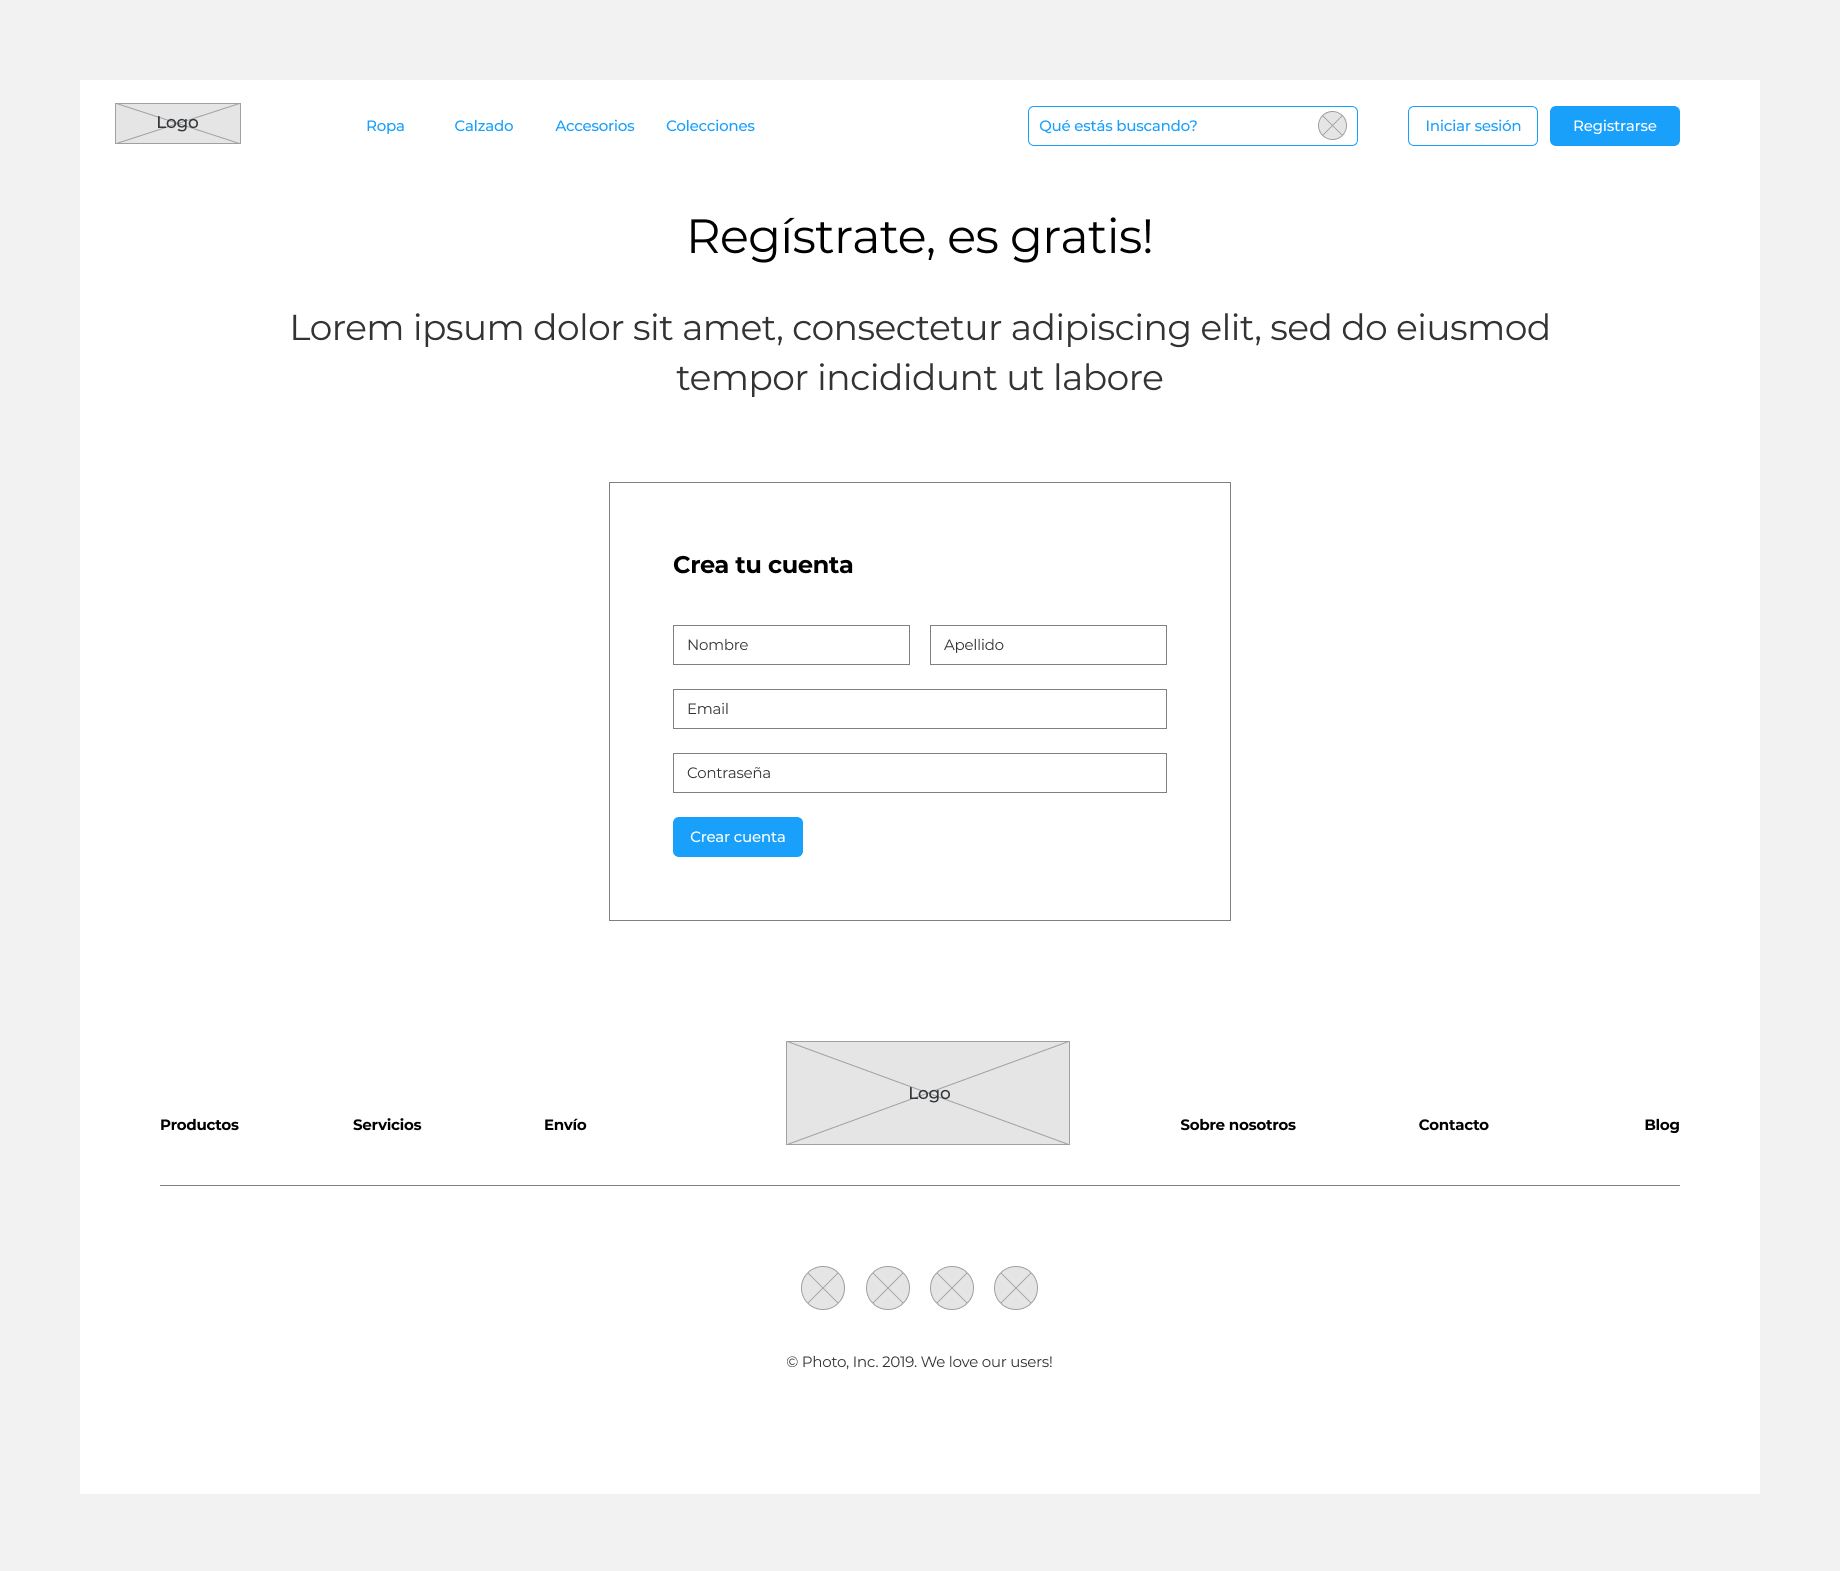 Logo
Ropa
Calzado
Accesorios
Colecciones
Qué estás buscando?
Iniciar sesión
Registrarse
Regístrate, es gratis!
Lorem ipsum dolor sit amet, consectetur adipiscing elit, sed do eiusmod
tempor incididunt ut labore
Crea tu cuenta
Nombre
Apellido
Email
Contraseña
Crear cuenta
Logo
Productos
Servicios
Envío
Sobre nosotros
Contacto
Blog
© Photo, Inc. 2019. We love our users!